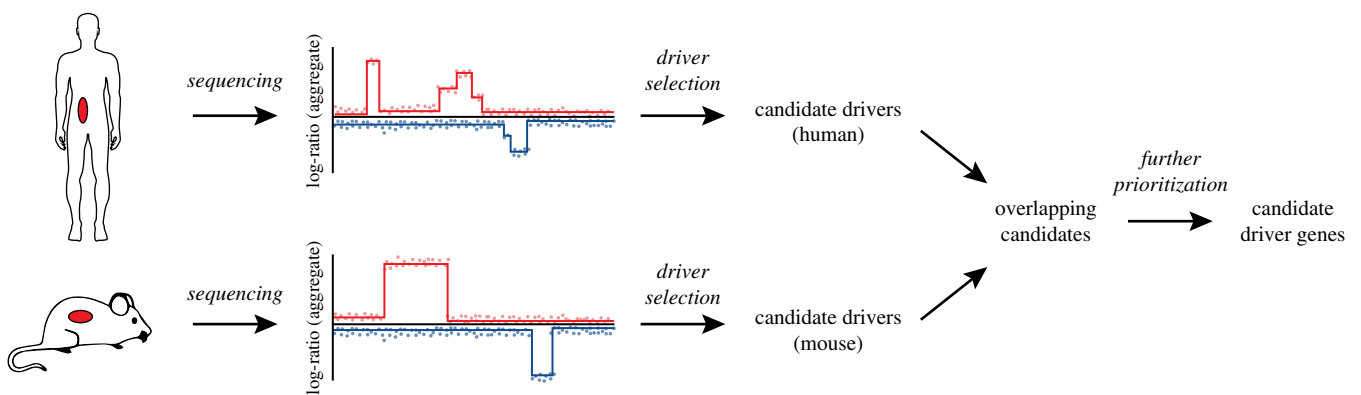 sequencing
log-ratio (aggregate)
driver
selection
candidate drivers
(human)
sequencing
log-ratio (aggregate)
driver
selection
candidate drivers
(mouse)
overlapping
candidates
further
prioritization
candidate
driver genes